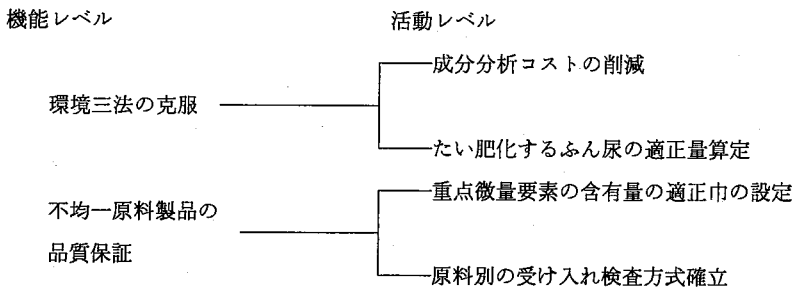 機能レベル
活動レベル
成分分析コストの削減
環境三法の克服
たい肥化するふん尿の適正量算定
重点微量要素の含有量の適正巾の設定
不均一原料製品の
品質保証
原料別の受け入れ検査方式確立